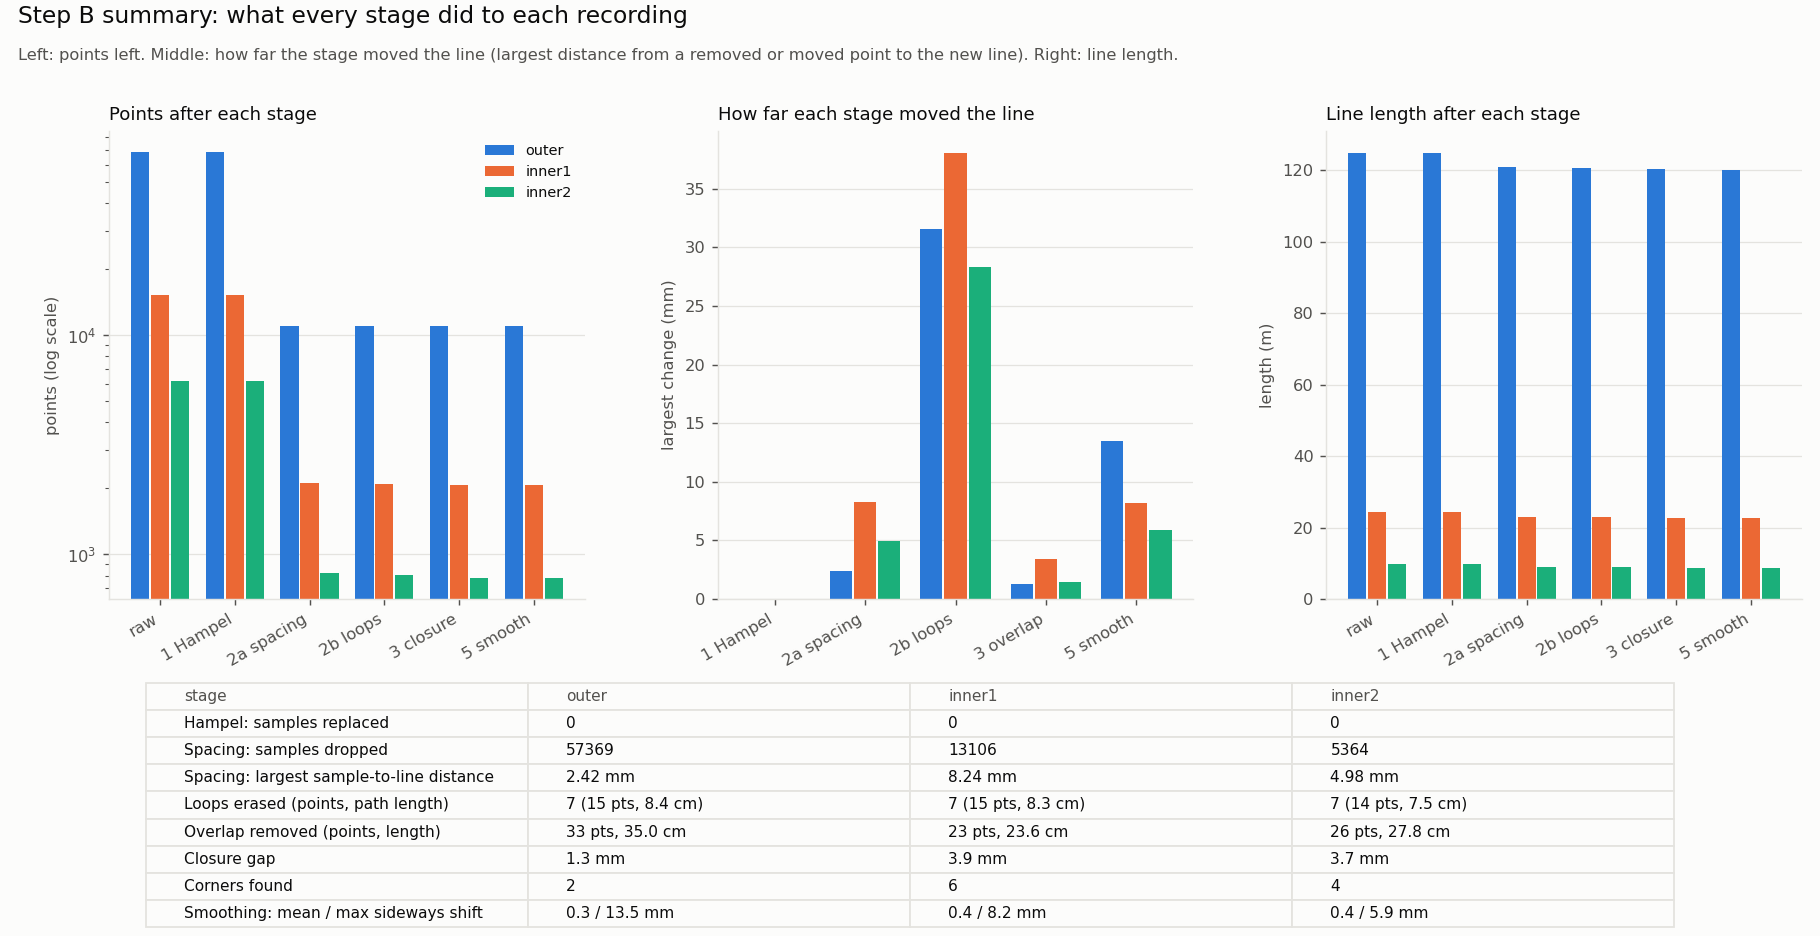 Step B summary: what every stage did to each recording
Left: points left. Middle: how far the stage moved the line (largest distance from a removed or moved point to the new line). Right: line length.
Points after each stage
points (log scale)
10⁴
10³
outer
inner1
inner2
raw
1 Hampel
2a spacing
2b loops
3 closure
5 smooth
How far each stage moved the line
largest change (mm)
35
30
25
20
15
10
5
0
1 Hampel
2a spacing
2b loops
3 overlap
5 smooth
Line length after each stage
length (m)
120
100
80
60
40
20
0
raw
1 Hampel
2a spacing
2b loops
3 closure
5 smooth
stage outer inner1 inner2
Hampel: samples replaced 0 0 0
Spacing: samples dropped 57369 13106 5364
Spacing: largest sample-to-line distance 2.42 mm 8.24 mm 4.98 mm
Loops erased (points, path length) 7 (15 pts, 8.4 cm) 7 (15 pts, 8.3 cm) 7 (14 pts, 7.5 cm)
Overlap removed (points, length) 33 pts, 35.0 cm 23 pts, 23.6 cm 26 pts, 27.8 cm
Closure gap 1.3 mm 3.9 mm 3.7 mm
Corners found 2 6 4
Smoothing: mean / max sideways shift 0.3 / 13.5 mm 0.4 / 8.2 mm 0.4 / 5.9 mm